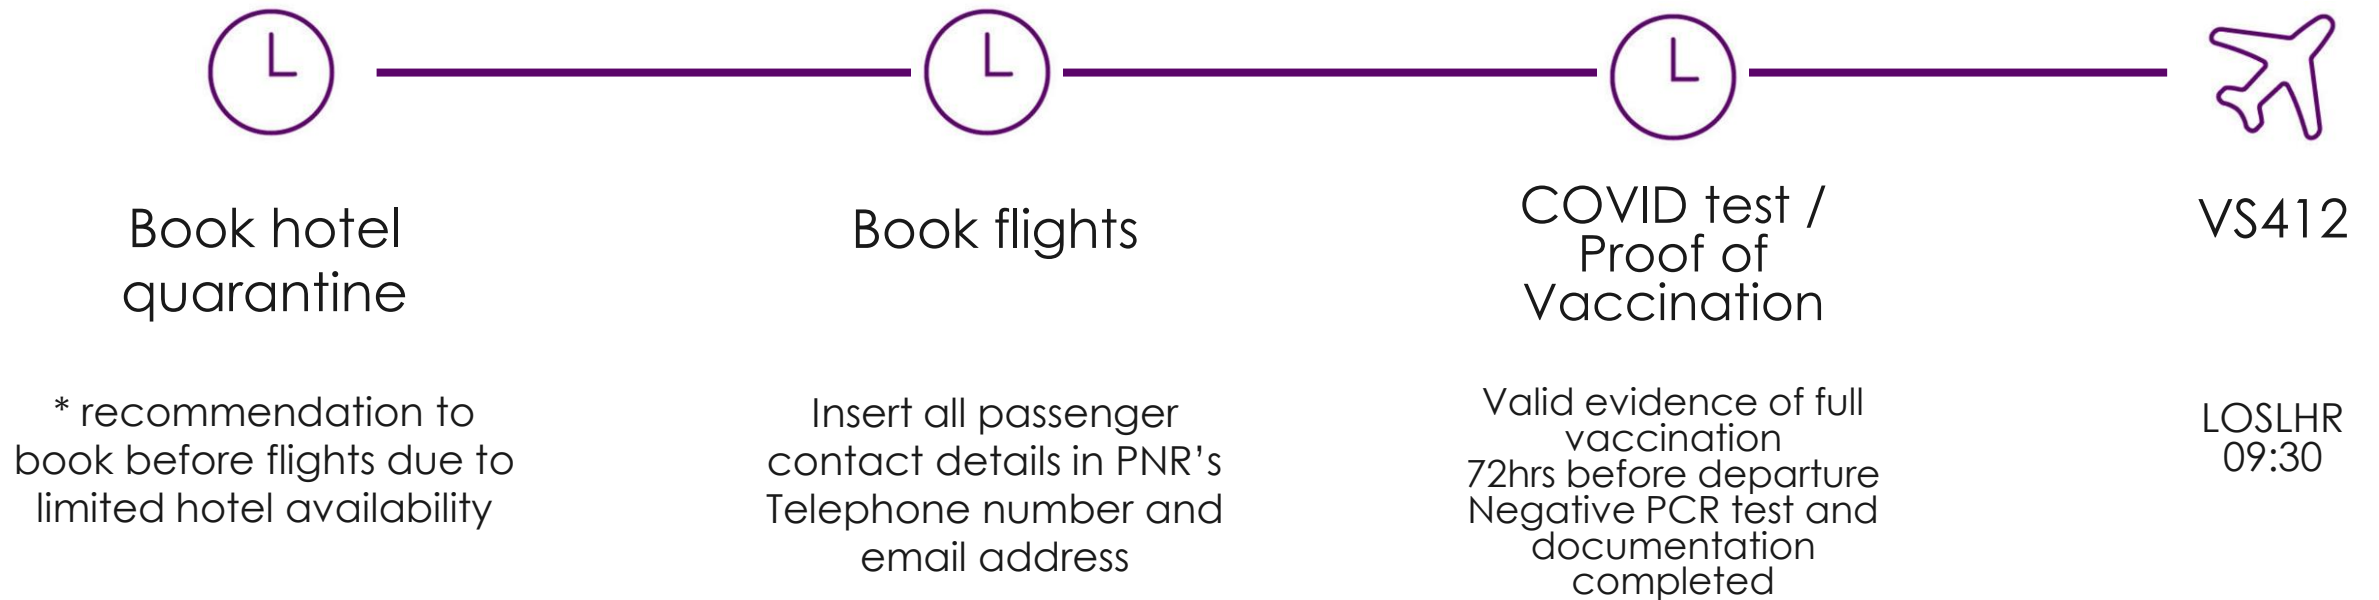 Book hotel
quarantine
* recommendation to
book before flights due to
limited hotel availability
Book flights
Insert all passenger
contact details in PNR’s
Telephone number and
email address
COVID test /
Proof of
Vaccination
Valid evidence of full
vaccination
72hrs before departure
Negative PCR test and
documentation
completed
VS412
LOSLHR
09:30